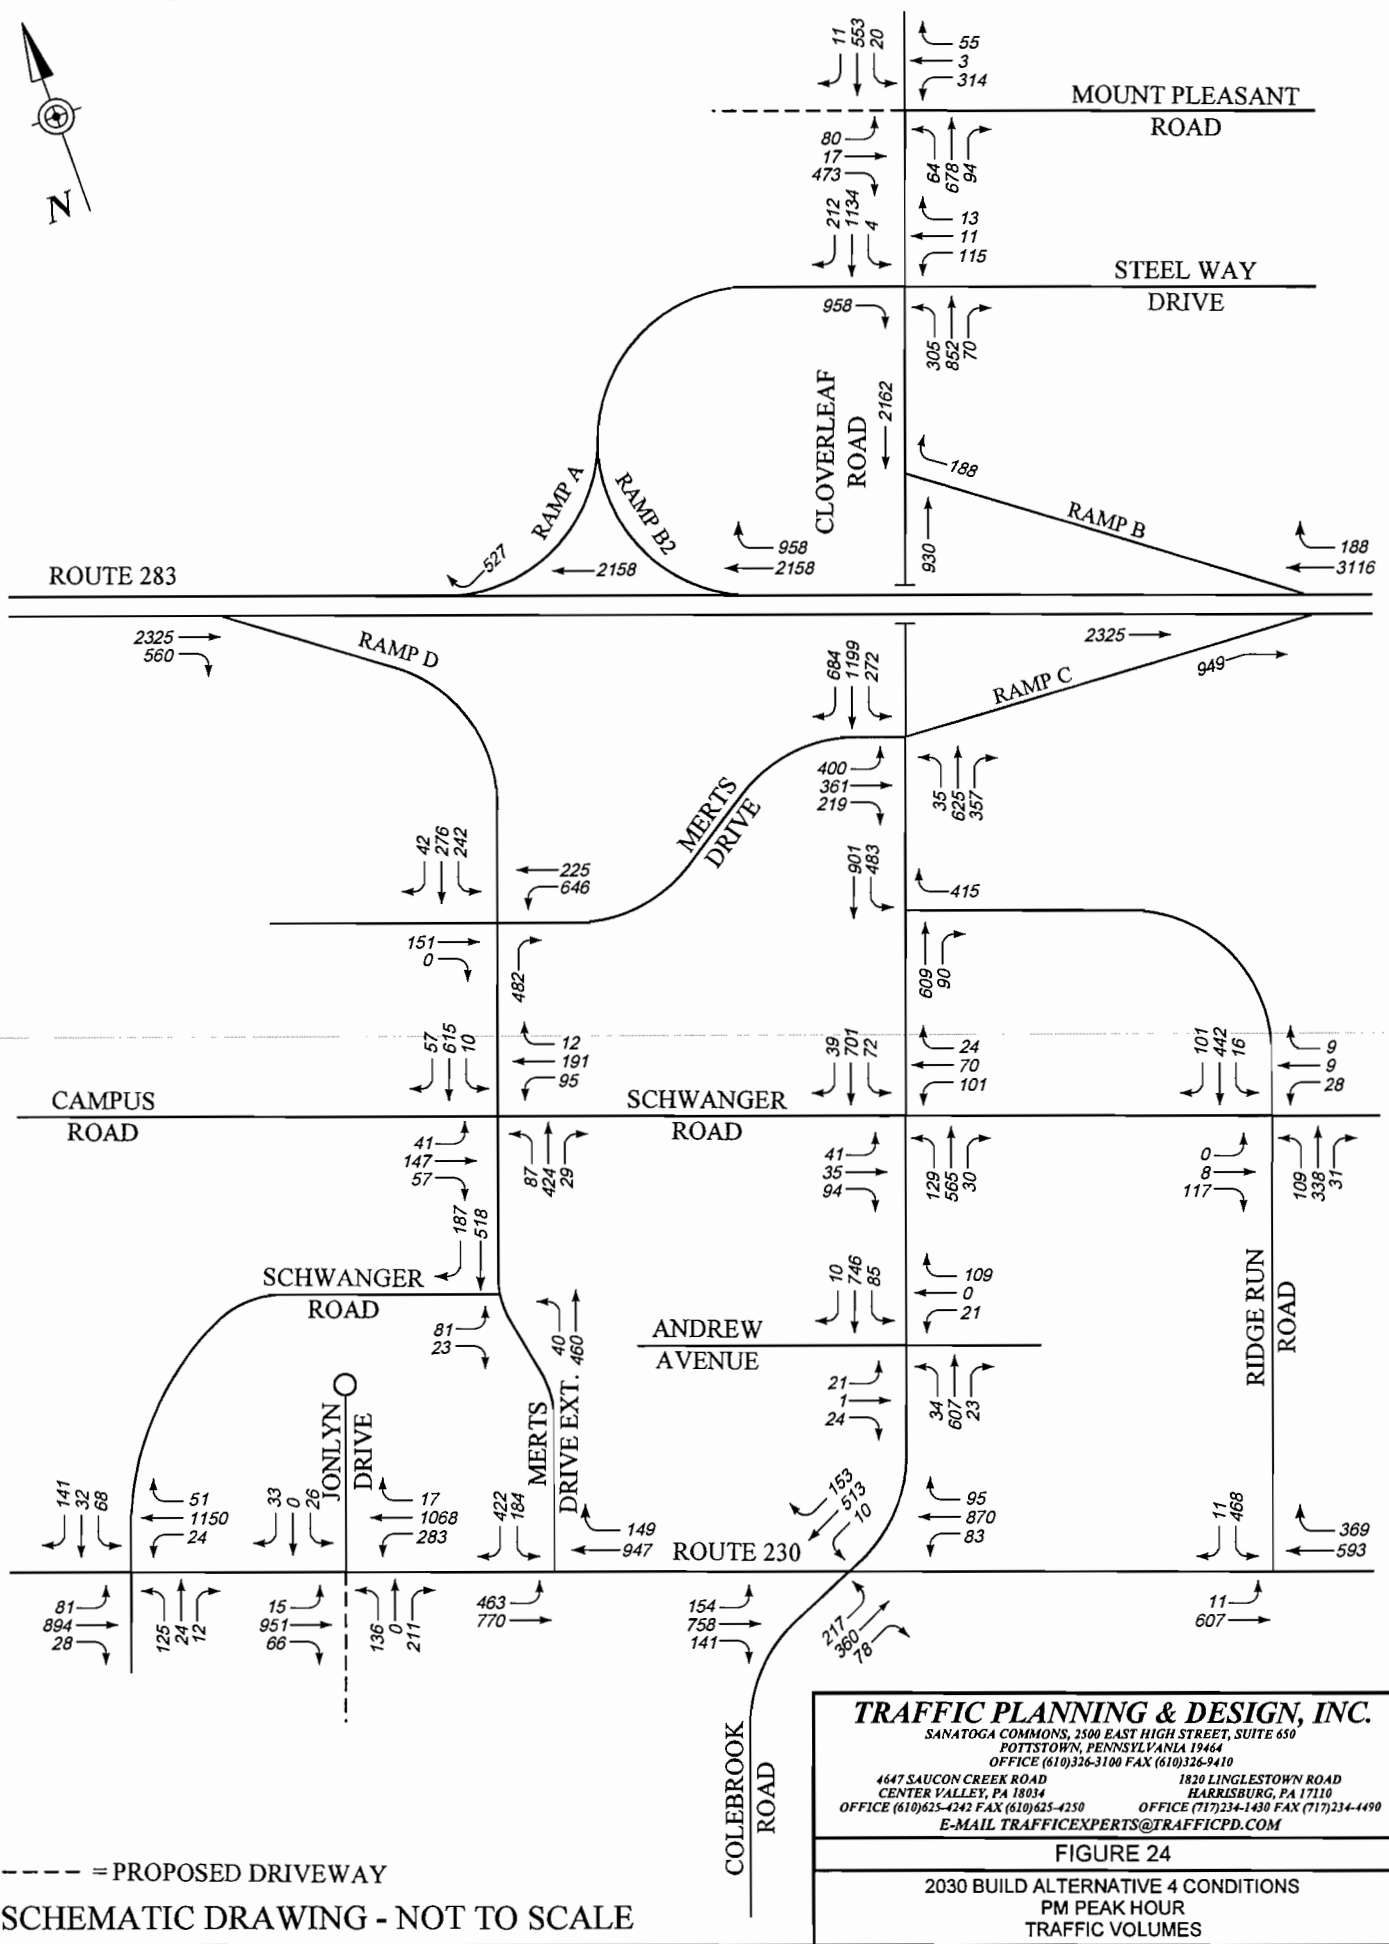 N
11 553 20
55
3
314
MOUNT PLEASANT
ROAD
80
17
473
64 678 94
212 1134 4
13
11
115
STEEL WAY
DRIVE
958
305 852 70
CLOVERLEAF
ROAD
2162
188
RAMP A
RAMP B2
RAMP B
930
527
2158
958
2158
188
3116
ROUTE 283
2325
560
RAMP D
684 1199 272
2325
949
RAMP C
400
361
219
35 625 357
MERTS
DRIVE
42 276 242
225
646
901 483
415
151
0
482
609 90
57 615 10
12
191
95
39 701 72
24
70
101
101 442 16
9
9
28
CAMPUS
ROAD
SCHWANGER
ROAD
41
147
57
87 424 29
41
35
94
129 565 30
0
8
117
109 338 31
187 518
SCHWANGER
ROAD
81
23
40 460
10 746 85
109
0
21
ANDREW
AVENUE
21
1
24
34 607 23
RIDGE RUN
ROAD
JONLYN
DRIVE
MERTS
DRIVE EXT.
141 32 68
51
1150
24
33 0 26
17
1068
283
422 184
149
947
ROUTE 230
153 513 10
95
870
83
11 468
369
593
81
894
28
125 24 12
15
951
66
136 0 211
463
770
154
758
141
217 360 78
11
607
COLEBROOK
ROAD
TRAFFIC PLANNING & DESIGN, INC.
SANATOGA COMMONS, 2500 EAST HIGH STREET, SUITE 650
POTTSTOWN, PENNSYLVANIA 19464
OFFICE (610)326-3100 FAX (610)326-9410
4647 SAUCON CREEK ROAD
CENTER VALLEY, PA 18034
OFFICE (610)625-4242 FAX (610)625-4250
1820 LINGLESTOWN ROAD
HARRISBURG, PA 17110
OFFICE (717)234-1430 FAX (717)234-4490
E-MAIL TRAFFICEXPERTS@TRAFFICPD.COM
FIGURE 24
2030 BUILD ALTERNATIVE 4 CONDITIONS
PM PEAK HOUR
TRAFFIC VOLUMES
---- = PROPOSED DRIVEWAY
SCHEMATIC DRAWING - NOT TO SCALE